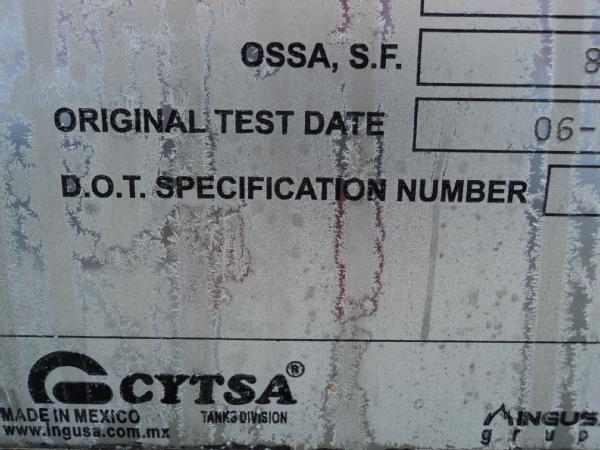 OSSA, S.F. 8
ORIGINAL TEST DATE 06-
D.O.T. SPECIFICATION NUMBER
CYTSA®
MADE IN MEXICO TANKS DIVISION
www.ingusa.com.mx
INGUSA
grup